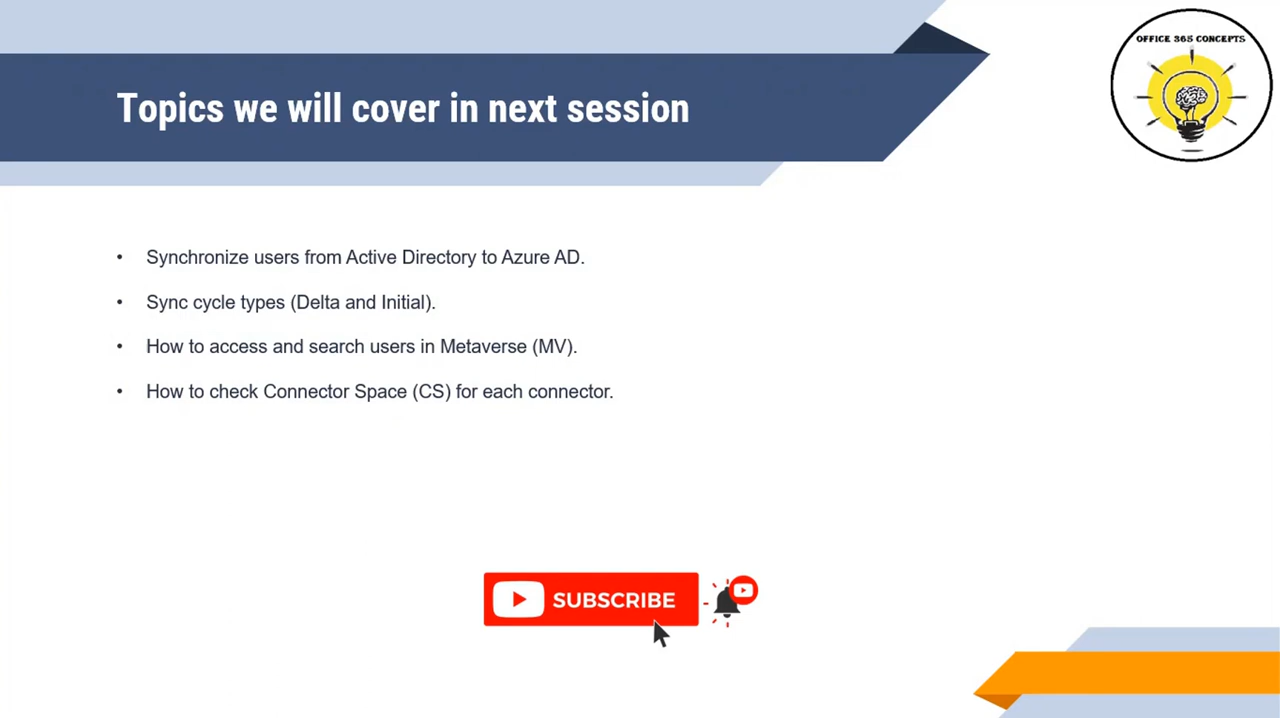 OFFICE 365 CONCEPTS
Topics we will cover in next session
• Synchronize users from Active Directory to Azure AD.
• Sync cycle types (Delta and Initial).
• How to access and search users in Metaverse (MV).
• How to check Connector Space (CS) for each connector.
SUBSCRIBE